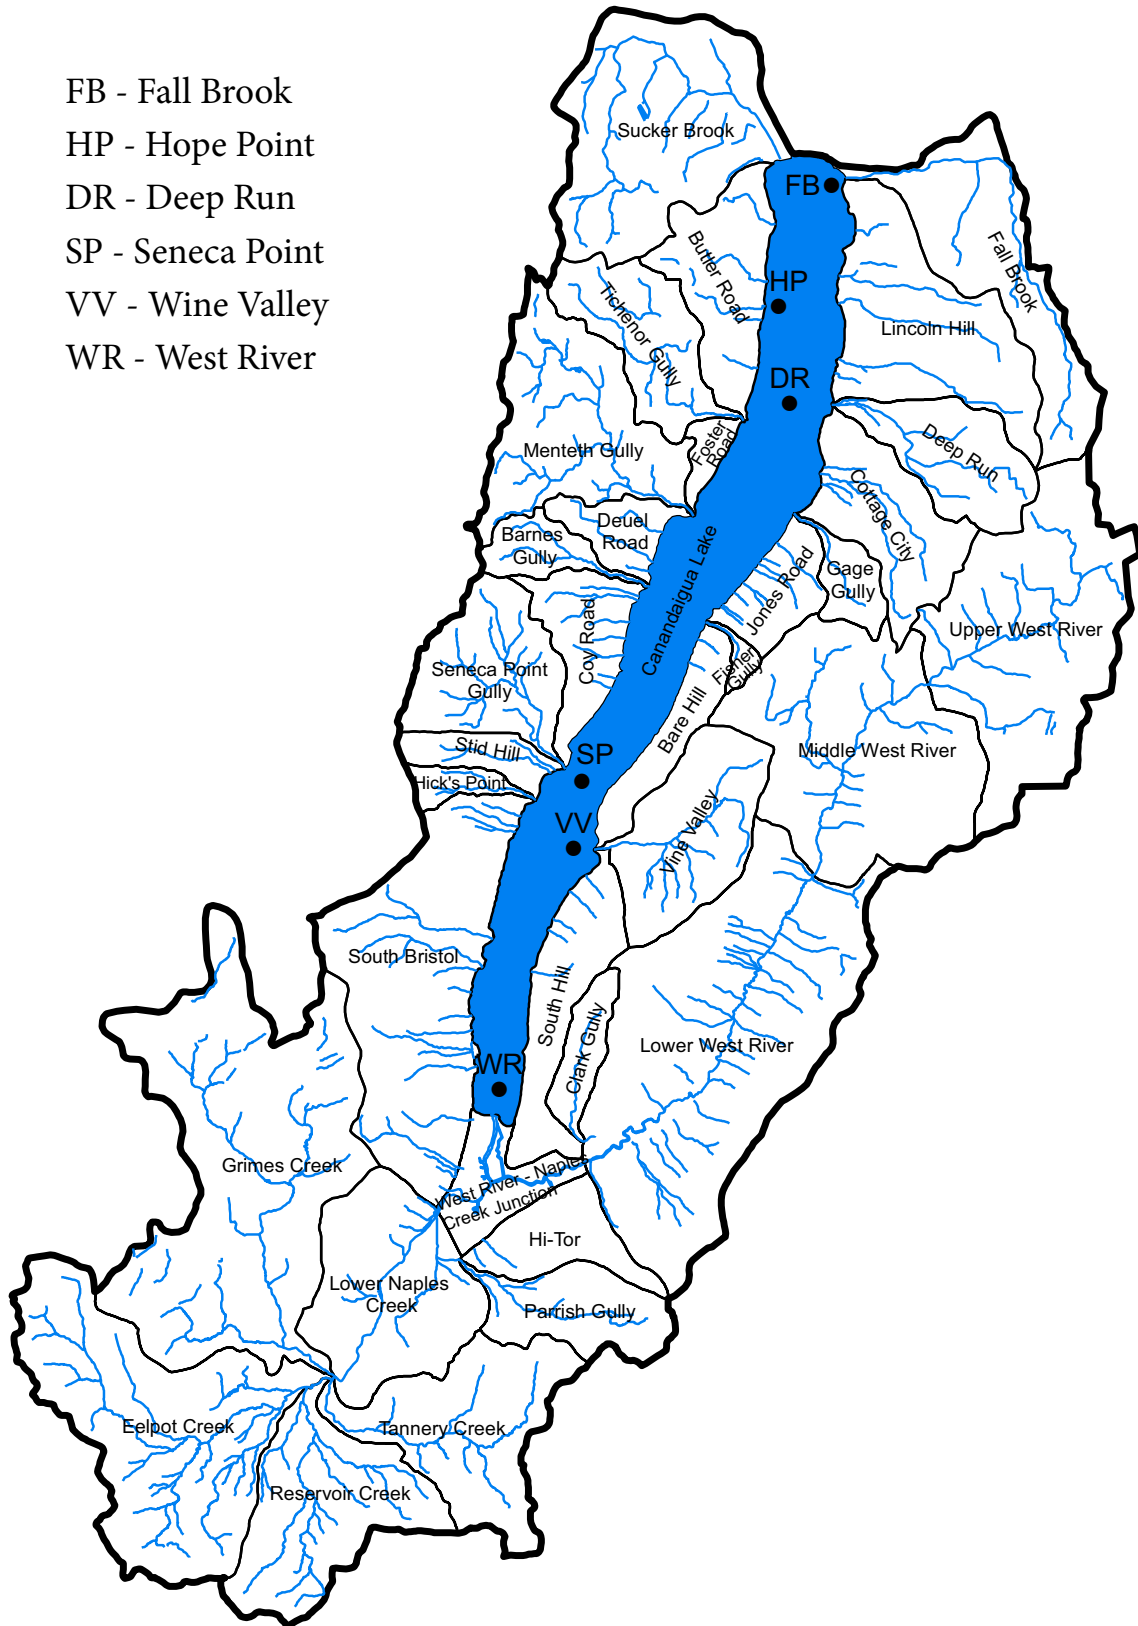 FB - Fall Brook
HP - Hope Point
DR - Deep Run
SP - Seneca Point
VV - Wine Valley
WR - West River
Sucker Brook
FB
Fall Brook
Butler Road
HP
Tichenor Gully
Lincoln Hill
DR
Foster
Road
Deep Run
Menteth Gully
Cottage City
Deuel
Road
Barnes
Gully
Canandaigua Lake
Jones Road
Gage
Gully
Coy Road
Upper West River
Fisher
Gully
Seneca Point
Gully
Bare Hill
Stid Hill
SP
Middle West River
Hick's Point
VV
Vine Valley
South Bristol
South Hill
Clark Gully
Lower West River
WR
Grimes Creek
West River - Naples
Creek Junction
Hi-Tor
Lower Naples
Creek
Parrish Gully
Eelpot Creek
Tannery Creek
Reservoir Creek